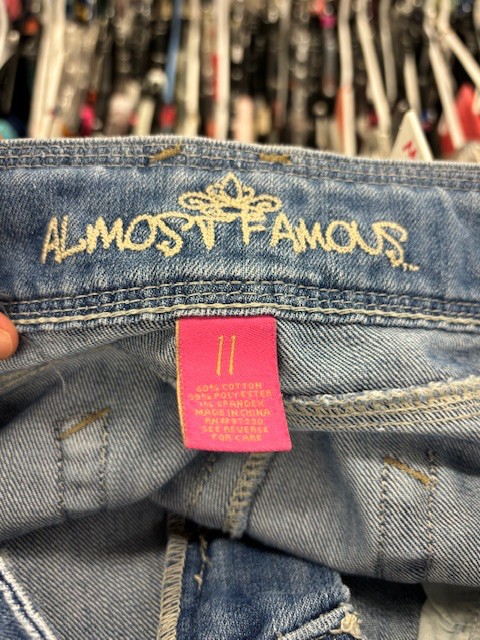 ALMOST FAMOUS
11
60% COTTON
39% POLYESTER
1% SPANDEX
MADE IN CHINA
SEE REVERSE
FOR CARE